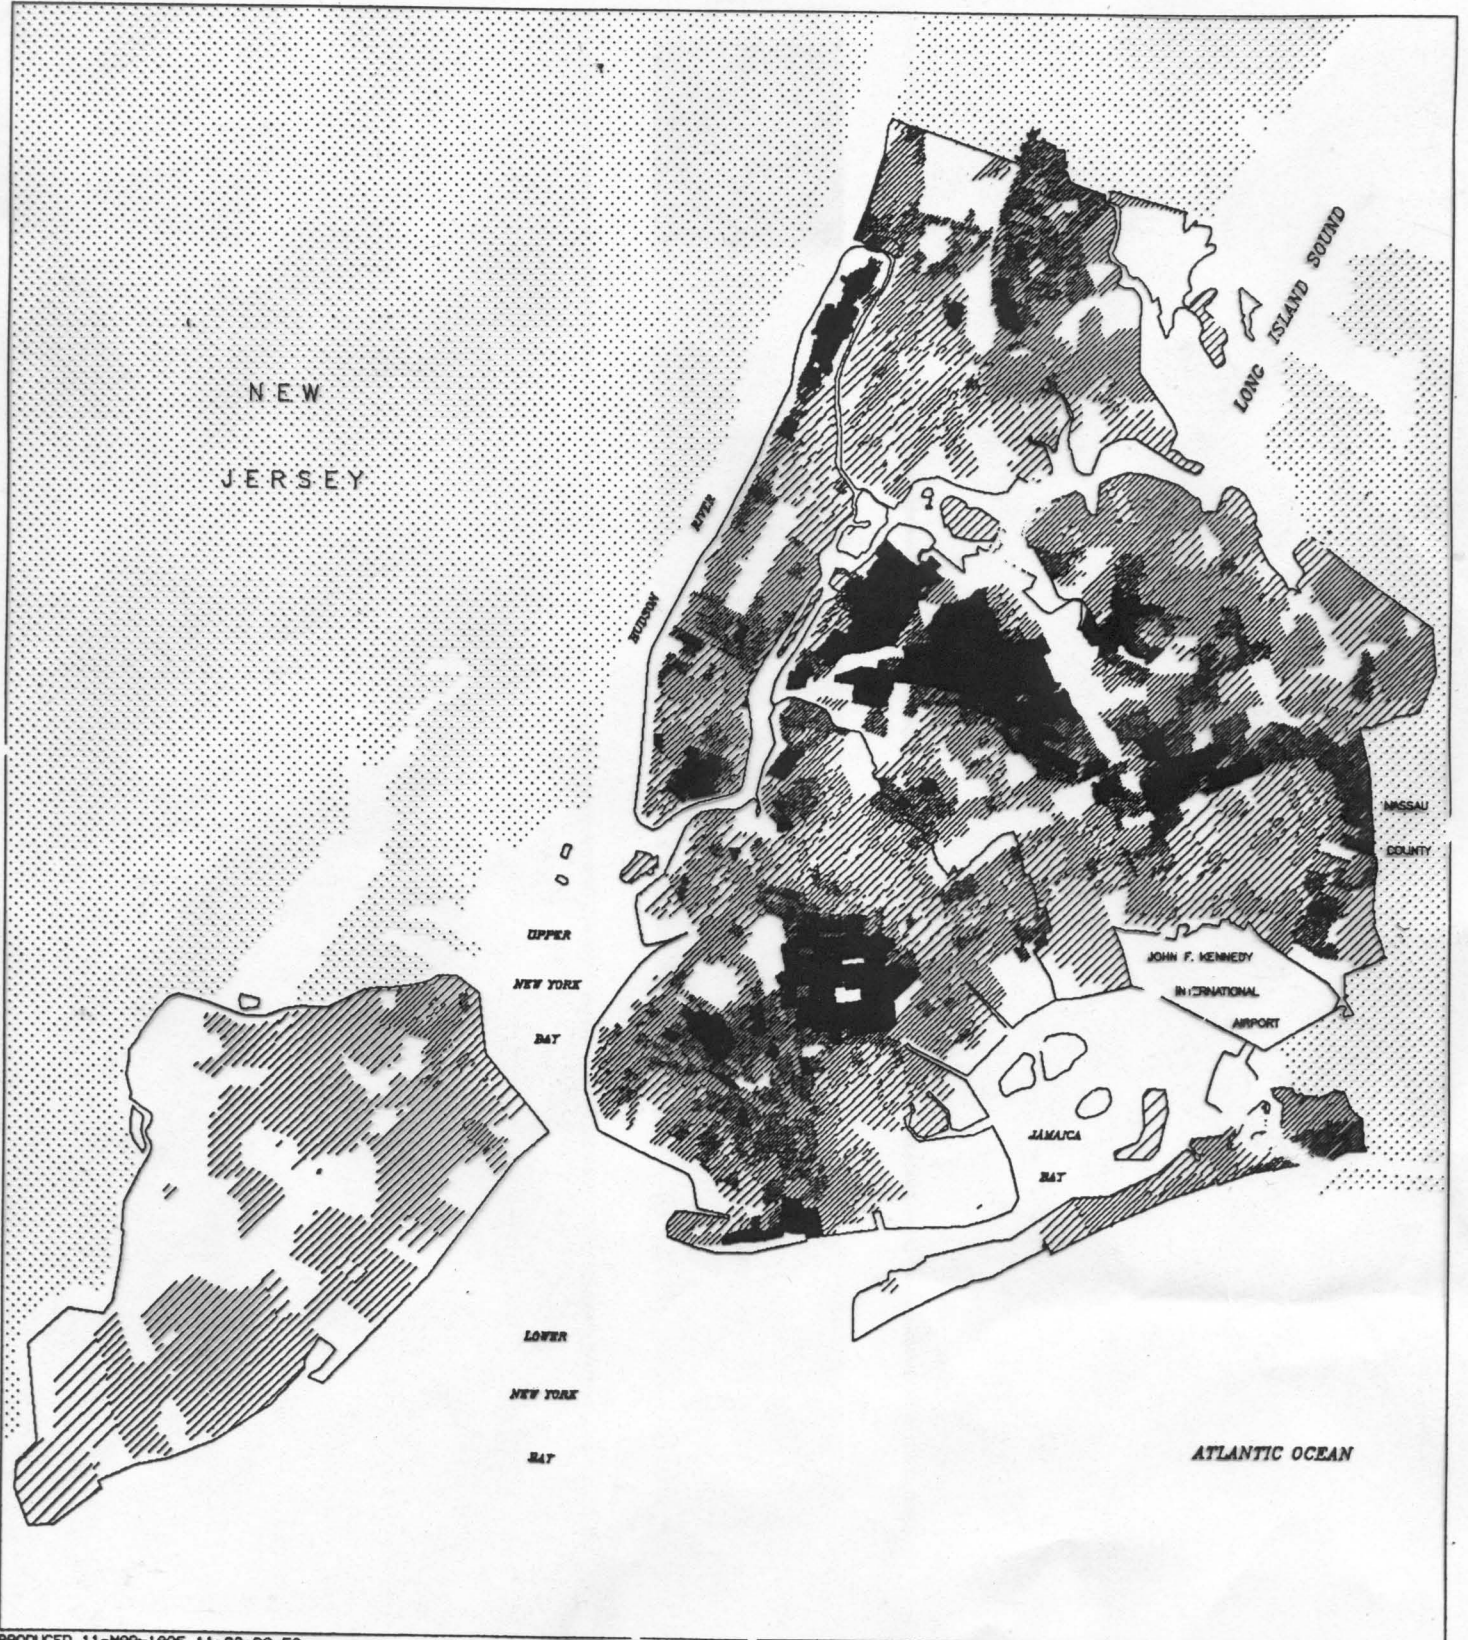 NEW
JERSEY
LONG ISLAND SOUND
HUDSON RIVER
NASSAU
COUNTY
UPPER
NEW YORK
BAY
JOHN F. KENNEDY
INTERNATIONAL
AIRPORT
JAMAICA
BAY
LOWER
NEW YORK
BAY
ATLANTIC OCEAN